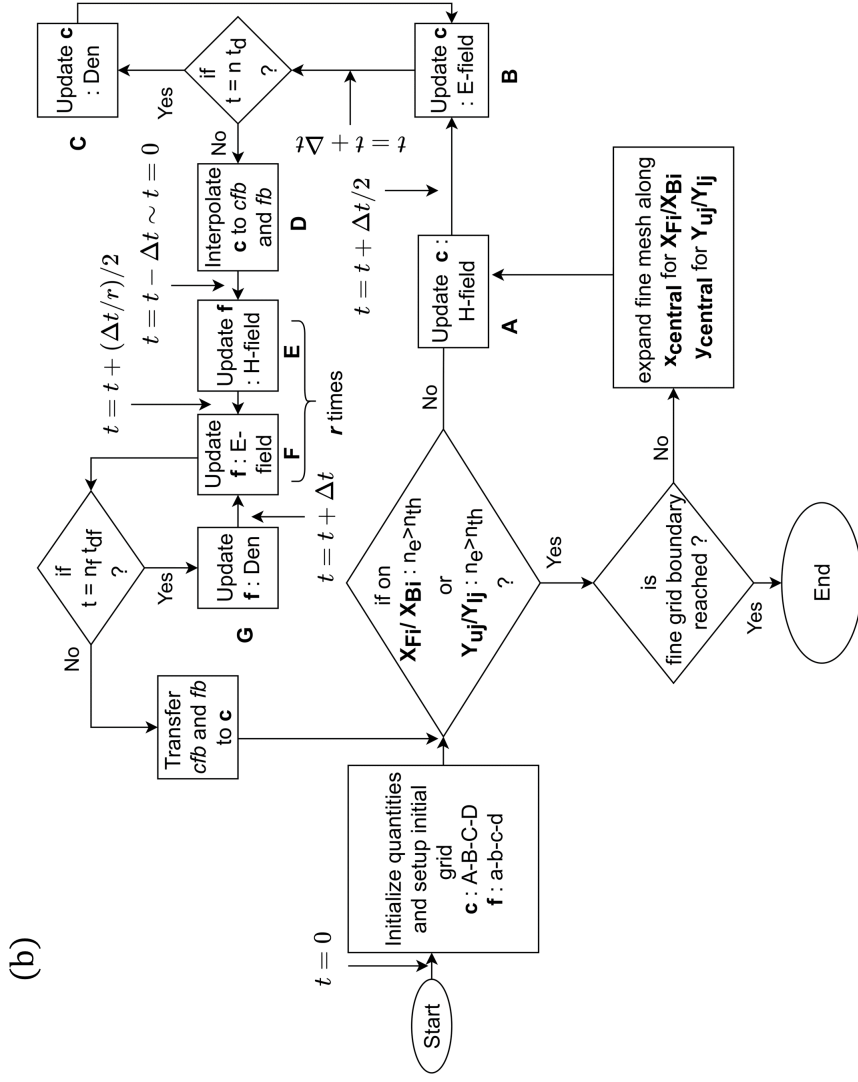 (b)
Start
t = 0
Initialize quantities
and setup initial
grid
c : A-B-C-D
f : a-b-c-d
if on
X_Fi/ X_Bi : n_e>n_th
or
Y_uj/Y_lj : n_e>n_th
?
No
Yes
is
fine grid boundary
reached ?
Yes
End
No
expand fine mesh along
x_central for X_Fi/X_Bi
y_central for Y_uj/Y_lj
Update c :
H-field
A
t = t + Δt/2
Update c
: E-field
B
t = t + Δt
if
t = n t_d
?
Yes
Update c
: Den
C
No
Interpolate
c to cfb
and fb
D
t = t − Δt ∼ t = 0
Update f
: H-field
E
t = t + (Δt/r)/2
Update
f : E-
field
F
r times
if
t = n_f t_df
?
Yes
Update
f : Den
G
t = t + Δt
No
Transfer
cfb and fb
to c